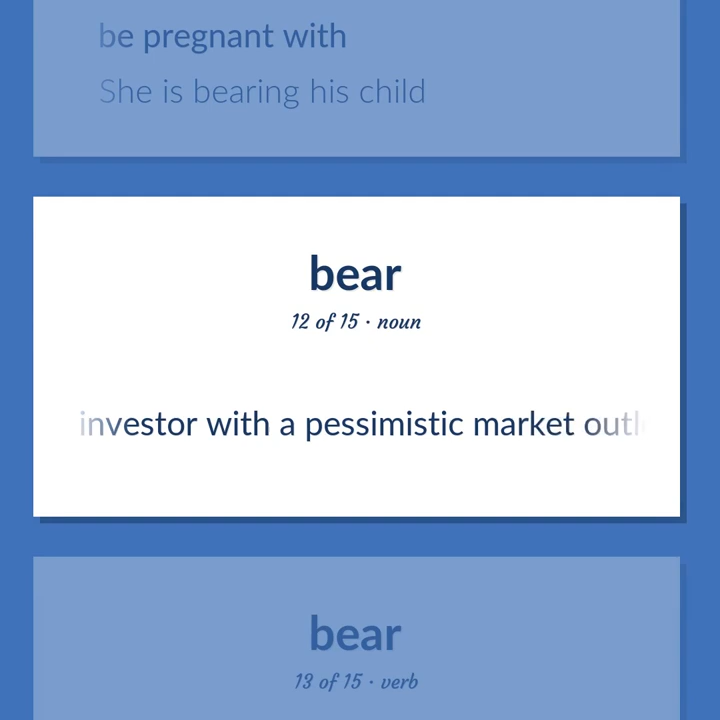 be pregnant with
She is bearing his child
bear
12 of 15 · noun
investor with a pessimistic market
bear
13 of 15 · verb